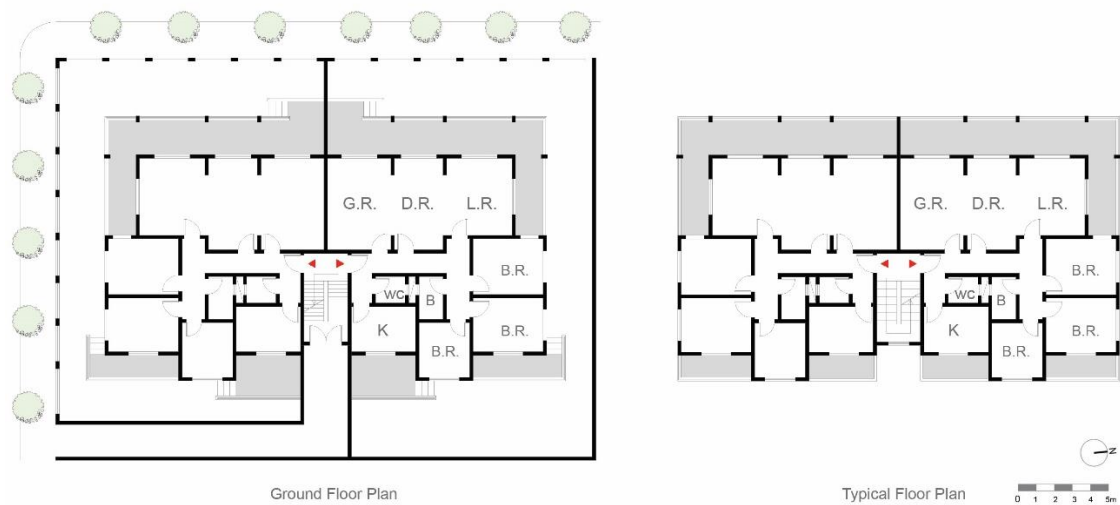 G.R. D.R. L.R.
B.R.
WC B
K B.R.
B.R.
Ground Floor Plan
G.R. D.R. L.R.
B.R.
WC B
K B.R.
B.R.
Typical Floor Plan
N
0 1 2 3 4 5m